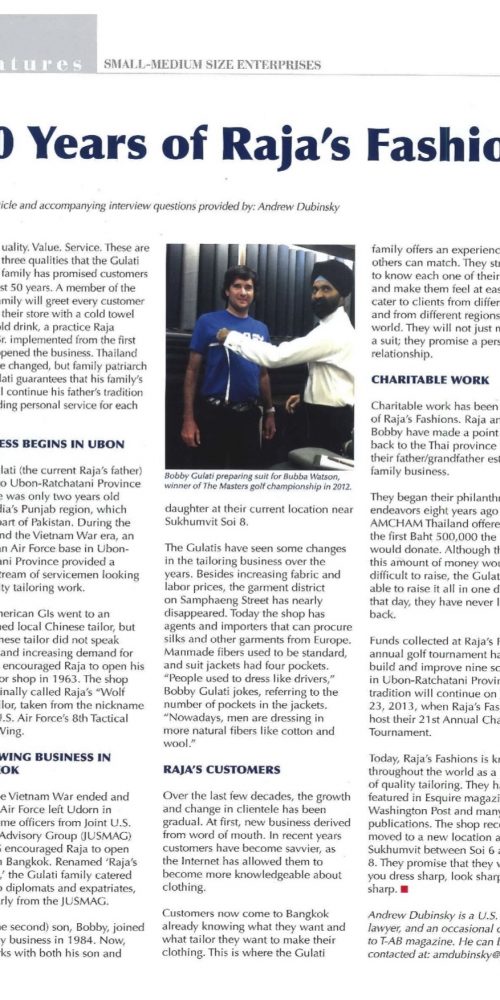 atures
SMALL-MEDIUM SIZE ENTERPRISES
0 Years of Raja's Fashio
icle and accompanying interview questions provided by: Andrew Dubinsky
uality. Value. Service. These are
three qualities that the Gulati
family has promised customers
st 50 years. A member of the
mily will greet every customer
their store with a cold towel
old drink, a practice Raja
Sr. implemented from the first
pened the business. Thailand
e changed, but family patriarch
lati guarantees that his family's
l continue his father's tradition
ding personal service for each
ESS BEGINS IN UBON
lati (the current Raja's father)
to Ubon-Ratchatani Province
e was only two years old
dia's Punjab region, which
part of Pakistan. During the
nd the Vietnam War era, an
an Air Force base in Ubon-
ani Province provided a
tream of servicemen looking
ity tailoring work.
merican GIs went to an
ned local Chinese tailor, but
nese tailor did not speak
and increasing demand for
encouraged Raja to open his
or shop in 1963. The shop
inally called Raja's "Wolf
ilor, taken from the nickname
U.S. Air Force's 8th Tactical
Wing.
WING BUSINESS IN
OK
e Vietnam War ended and
Air Force left Udorn in
me officers from Joint U.S.
Advisory Group (JUSMAG)
encouraged Raja to open
n Bangkok. Renamed 'Raja's
,' the Gulati family catered
o diplomats and expatriates,
rly from the JUSMAG.
he second) son, Bobby, joined
y business in 1984. Now,
rks with both his son and
Bobby Gulati preparing suit for Bubba Watson,
winner of The Masters golf championship in 2012.
daughter at their current location near
Sukhumvit Soi 8.
The Gulatis have seen some changes
in the tailoring business over the
years. Besides increasing fabric and
labor prices, the garment district
on Samphaeng Street has nearly
disappeared. Today the shop has
agents and importers that can procure
silks and other garments from Europe.
Manmade fibers used to be standard,
and suit jackets had four pockets.
"People used to dress like drivers,"
Bobby Gulati jokes, referring to the
number of pockets in the jackets.
"Nowadays, men are dressing in
more natural fibers like cotton and
wool."
RAJA'S CUSTOMERS
Over the last few decades, the growth
and change in clientele has been
gradual. At first, new business derived
from word of mouth. In recent years
customers have become savvier, as
the Internet has allowed them to
become more knowledgeable about
clothing.
Customers now come to Bangkok
already knowing what they want and
what tailor they want to make their
clothing. This is where the Gulati
family offers an experienc
others can match. They str
to know each one of their
and make them feel at eas
cater to clients from differ
and from different regions
world. They will not just m
a suit; they promise a pers
relationship.
CHARITABLE WORK
Charitable work has been
of Raja's Fashions. Raja an
Bobby have made a point
back to the Thai province
their father/grandfather est
family business.
They began their philanthr
endeavors eight years ago
AMCHAM Thailand offere
the first Baht 500,000 the
would donate. Although th
this amount of money wou
difficult to raise, the Gulat
able to raise it all in one d
that day, they have never l
back.
Funds collected at Raja's F
annual golf tournament ha
build and improve nine sc
in Ubon-Ratchatani Provin
tradition will continue on
23, 2013, when Raja's Fas
host their 21st Annual Cha
Tournament.
Today, Raja's Fashions is k
throughout the world as a
of quality tailoring. They h
featured in Esquire magazi
Washington Post and many
publications. The shop rec
moved to a new location a
Sukhumvit between Soi 6 a
8. They promise that they w
you dress sharp, look sharp
sharp.
Andrew Dubinsky is a U.S.
lawyer, and an occasional c
to T-AB magazine. He can b
contacted at: amdubinsky@